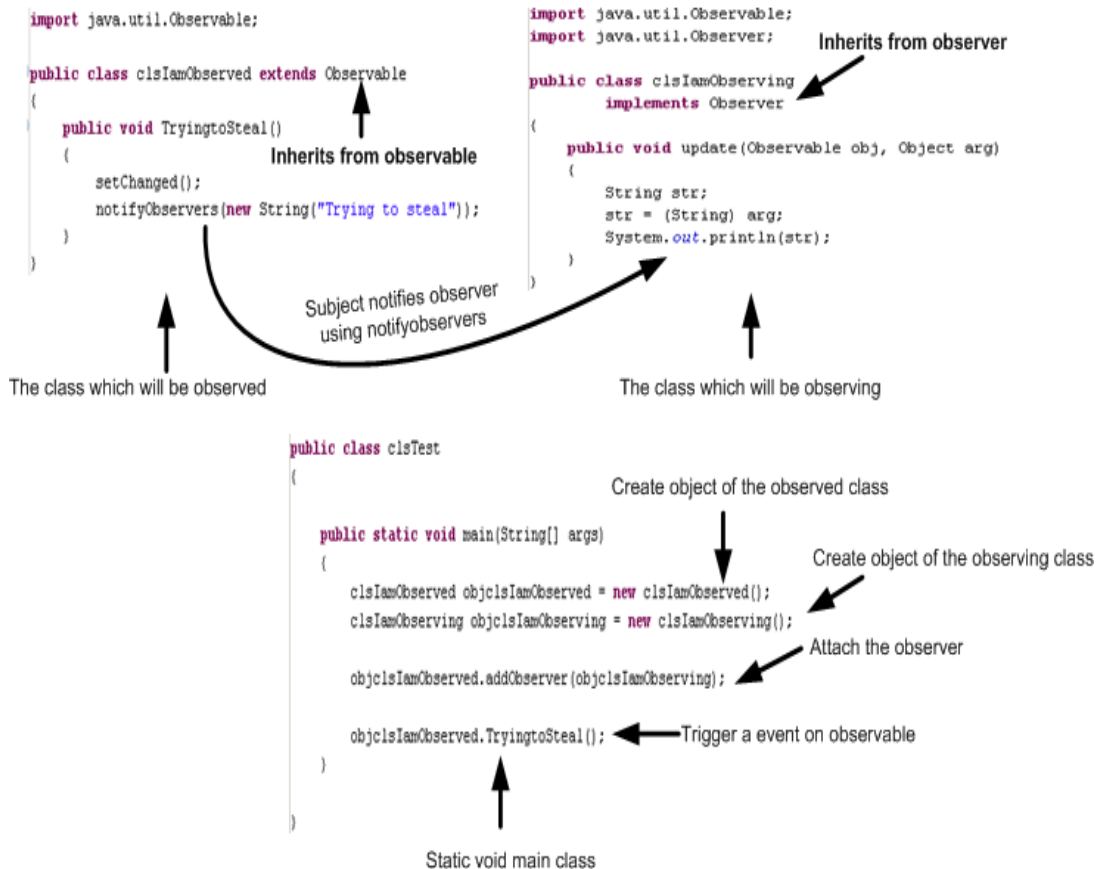 import java.util.Observable;
public class clsIamObserved extends Observable
{
public void TryingtoSteal()
{
Inherits from observable
setChanged();
notifyObservers(new String("Trying to steal"));
}
}
The class which will be observed
import java.util.Observable;
import java.util.Observer;
Inherits from observer
public class clsIamObserving
implements Observer
{
public void update(Observable obj, Object arg)
{
String str;
str = (String) arg;
System.out.println(str);
}
}
Subject notifies observer
using notifyobservers
The class which will be observing
public class clsTest
{
Create object of the observed class
public static void main(String[] args)
{
Create object of the observing class
clsIamObserved objclsIamObserved = new clsIamObserved();
clsIamObserving objclsIamObserving = new clsIamObserving();
Attach the observer
objclsIamObserved.addObserver(objclsIamObserving);
objclsIamObserved.TryingtoSteal();
Trigger a event on observable
}
}
Static void main class